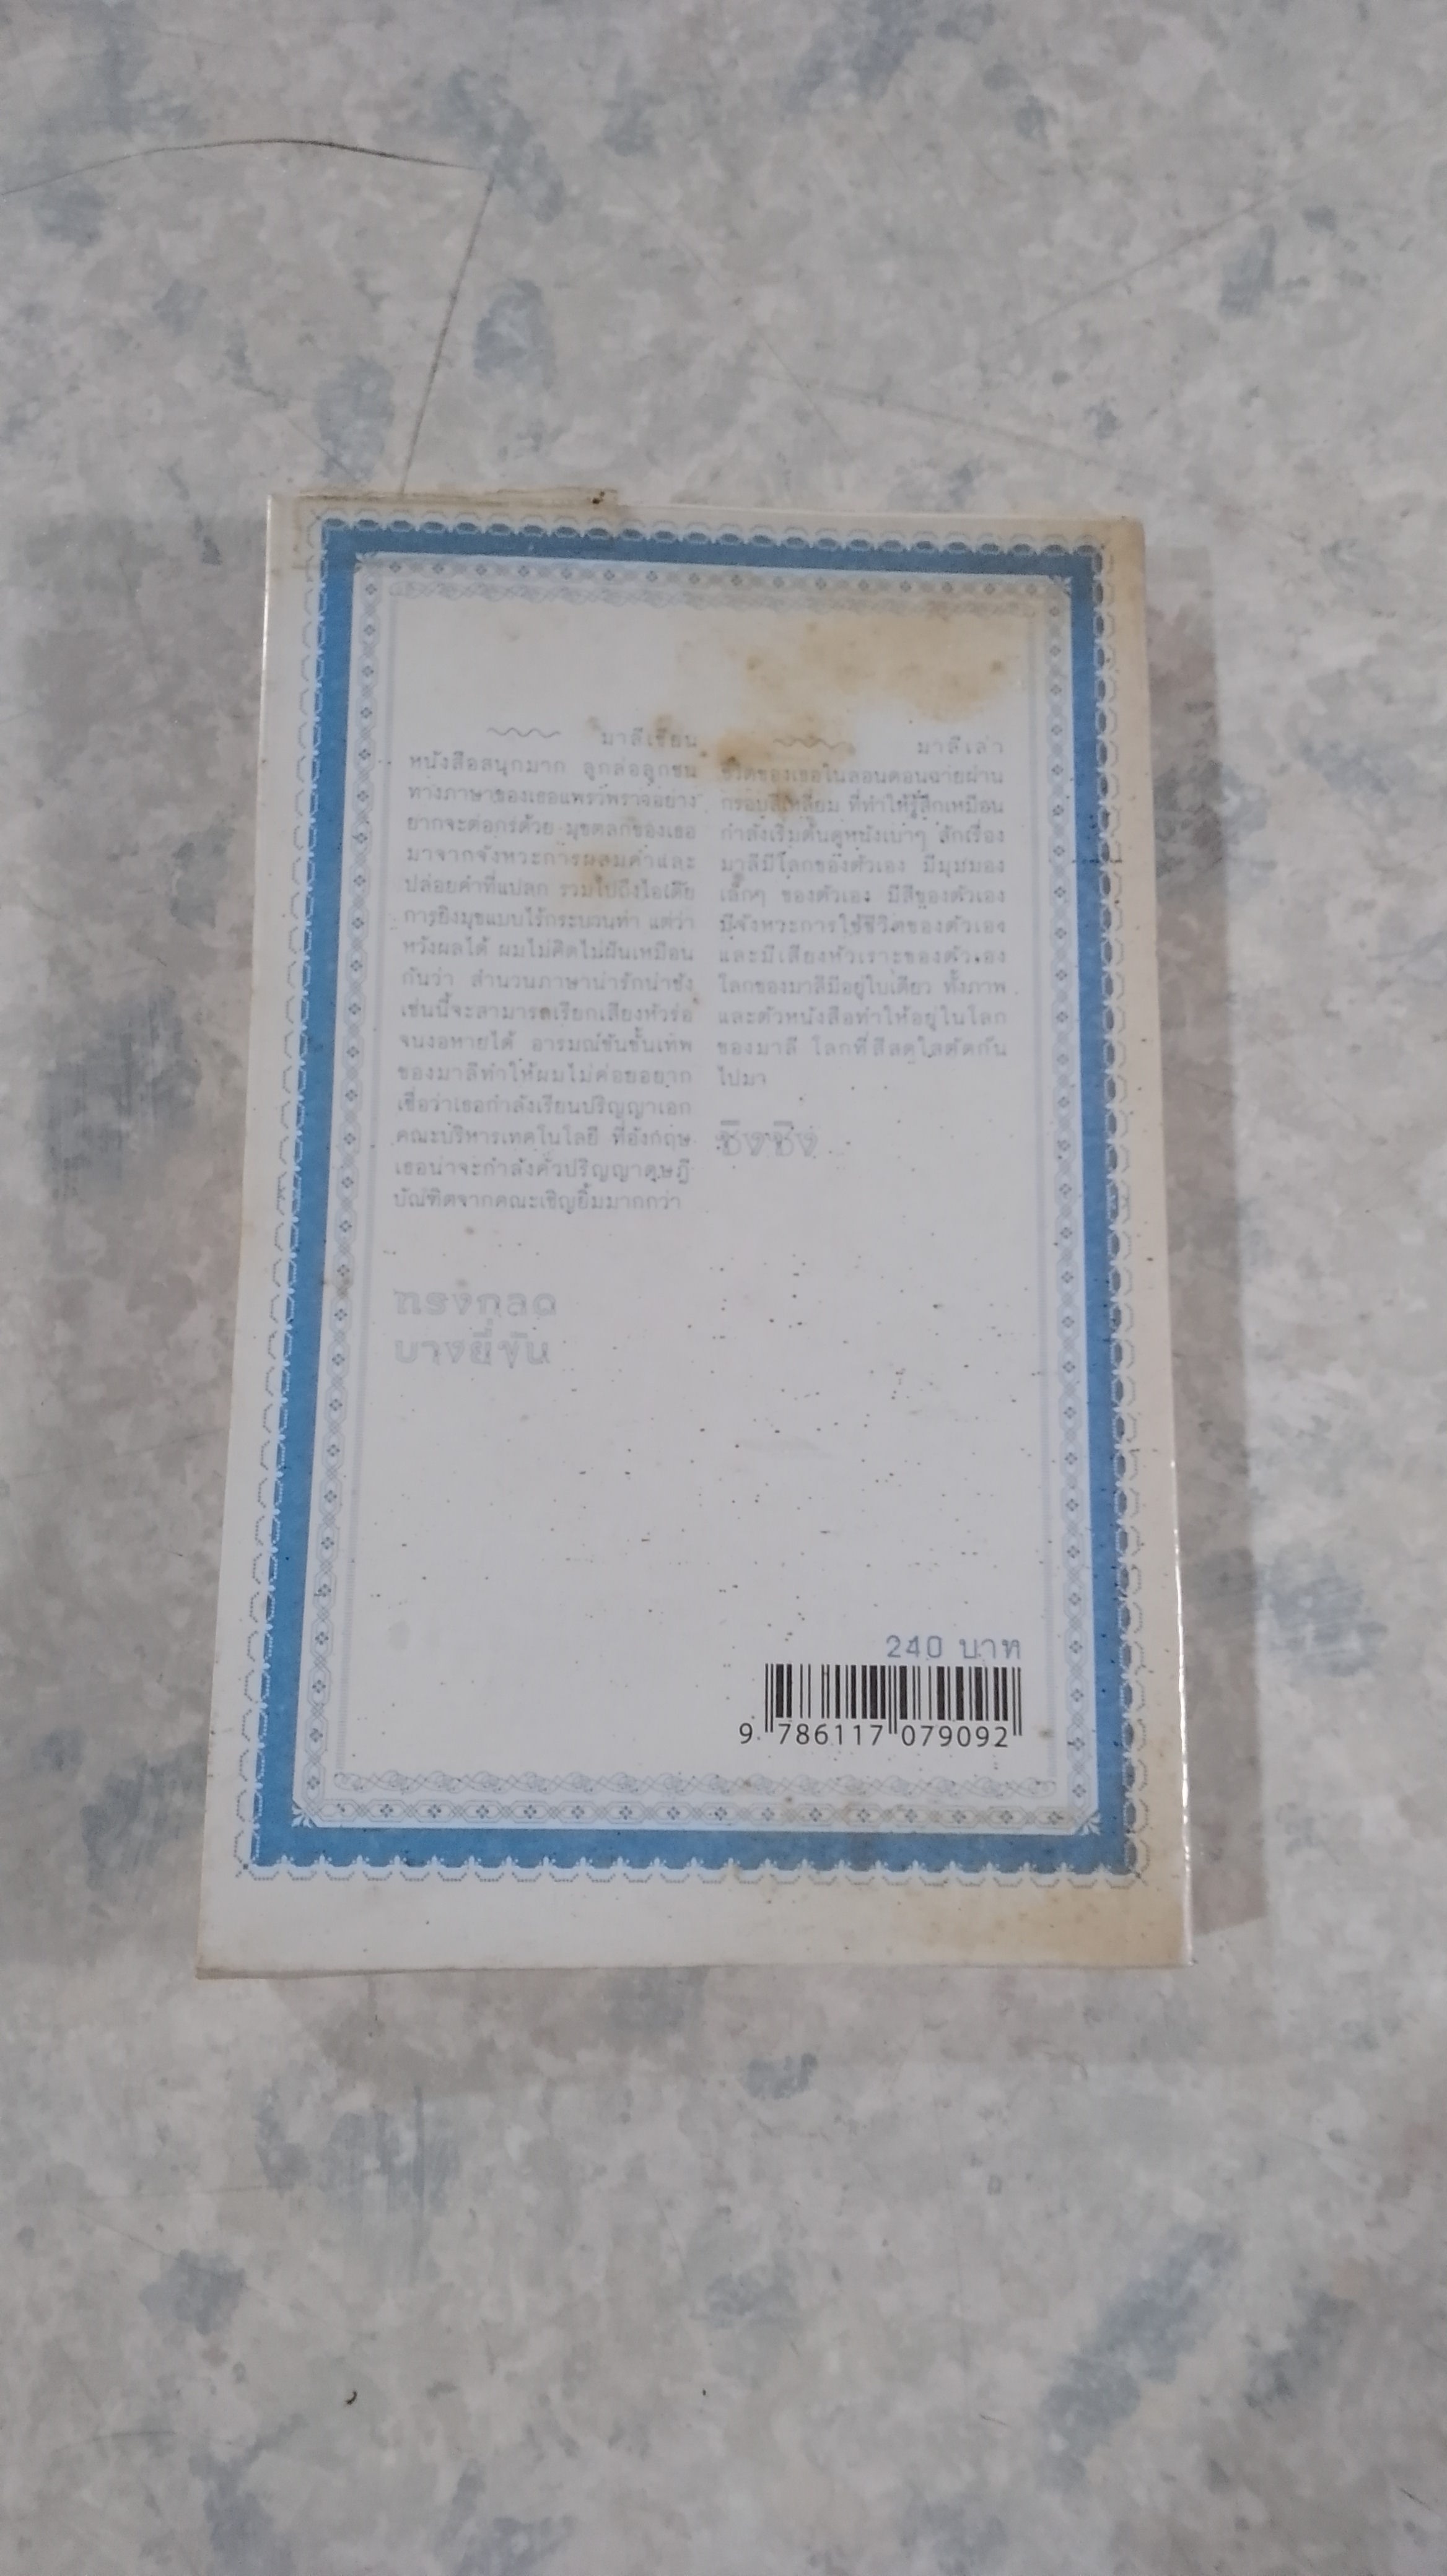 มาลีเขียน
หนังสือสนุกมาก ลูกล่อลูกชน
ทางภาษาของเธอแพรวพราวอย่าง
ยากจะต่อกรด้วย มุขตลกของเธอ
มาจากจังหวะการผสมคำและ
ปล่อยคำที่แปลก รวมไปถึงไอเดีย
การยิงมุขแบบไร้กระบวนท่า แต่ว่า
หวังผลได้ ผมไม่คิดไม่ฝันเหมือน
กันว่า สำนวนภาษาน่ารักน่าชัง
เช่นนี้จะสามารถเรียกเสียงหัวร่อ
จนงอหายได้ อารมณ์ขันขั้นเทพ
ของมาลีทำให้ผมไม่ค่อยอยาก
เชื่อว่าเธอกำลังเรียนปริญญาเอก
คณะบริหารเทคโนโลยี ที่อังกฤษ
เธอน่าจะกำลังคั่วปริญญาดุษฎี
บัณฑิตจากคณะเชิญยิ้มมากกว่า
ทรงกลด
บางยี่ขัน
มาลีเล่า
ชีวิตของเธอในลอนดอนฉายผ่าน
กรอบสี่เหลี่ยม ที่ทำให้รู้สึกเหมือน
กำลังเริ่มต้นดูหนังเบาๆ สักเรื่อง
มาลีมีโลกของตัวเอง มีมุมมอง
เล็กๆ ของตัวเอง มีสีของตัวเอง
มีจังหวะการใช้ชีวิตของตัวเอง
และมีเสียงหัวเราะของตัวเอง
โลกของมาลีมีอยู่ใบเดียว ทั้งภาพ
และตัวหนังสือทำให้อยู่ในโลก
ของมาลี โลกที่สีสดใสตัดกัน
ไปมา
ชิงชิง
240 บาท
9 786117 079092